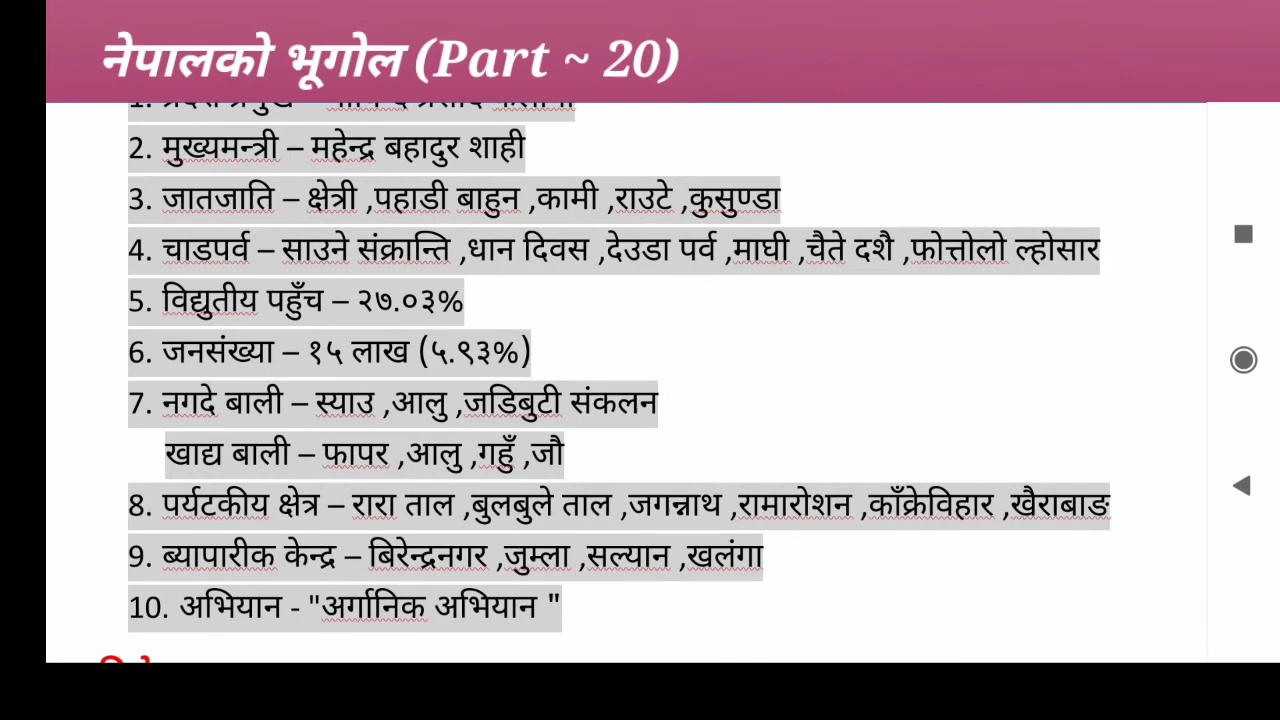 नेपालको भूगोल (Part ~ 20)
2. मुख्यमन्त्री – महेन्द्र बहादुर शाही
3. जातजाति – क्षेत्री ,पहाडी बाहुन ,कामी ,राउटे ,कुसुण्डा
4. चाडपर्व – साउने संक्रान्ति ,धान दिवस ,देउडा पर्व ,माघी ,चैते दशै ,फोत्तोलो ल्होसार
5. विद्युतीय पहुँच – २७.०३%
6. जनसंख्या – १५ लाख (५.९३%)
7. नगदे बाली – स्याउ ,आलु ,जडिबुटी संकलन
खाद्य बाली – फापर ,आलु ,गहुँ ,जौ
8. पर्यटकीय क्षेत्र – रारा ताल ,बुलबुले ताल ,जगन्नाथ ,रामारोशन ,काँक्रेविहार ,खैराबाङ
9. ब्यापारीक केन्द्र – बिरेन्द्रनगर ,जुम्ला ,सल्यान ,खलंगा
10. अभियान - "अर्गानिक अभियान "